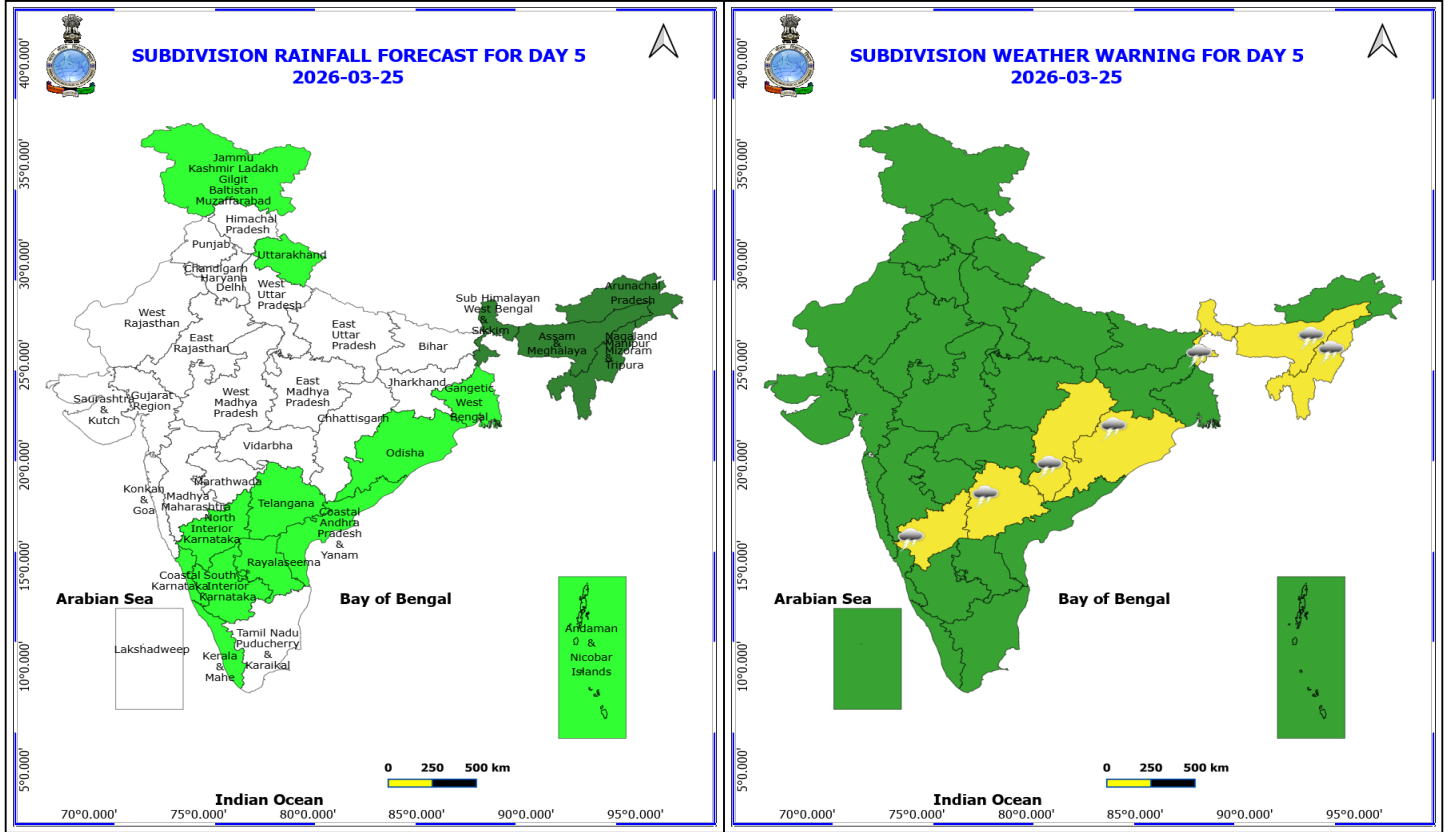 SUBDIVISION RAINFALL FORECAST FOR DAY 5
2026-03-25
40°0.000'
35°0.000'
30°0.000'
25°0.000'
20°0.000'
15°0.000'
10°0.000'
5°0.000'
Jammu
Kashmir Ladakh
Gilgit
Baltistan
Muzaffarabad
Himachal
Pradesh
Punjab
Uttarakhand
Chandigarh
Haryana
Delhi
West
Uttar
Pradesh
West
Rajasthan
East
Rajasthan
East
Uttar
Pradesh
Bihar
Sub Himalayan
West Bengal
&
Sikkim
Arunachal
Pradesh
Assam
&
Meghalaya
Nagaland
Manipur
Mizoram
&
Tripura
Saurashtra
&
Kutch
Gujarat
Region
West
Madhya
Pradesh
East
Madhya
Pradesh
Jharkhand
Gangetic
West
Bengal
Chhattisgarh
Vidarbha
Odisha
Konkan
&
Goa
Madhya
Maharashtra
Marathwada
Telangana
North
Interior
Karnataka
Coastal
Andhra
Pradesh
&
Yanam
Rayalaseema
Coastal
Karnataka
South
Interior
Karnataka
Arabian Sea
Bay of Bengal
Lakshadweep
Kerala
&
Mahe
Tamil Nadu
Puducherry
&
Karaikal
Andaman
&
Nicobar
Islands
0 250 500 km
Indian Ocean
70°0.000' 75°0.000' 80°0.000' 85°0.000' 90°0.000' 95°0.000'
SUBDIVISION WEATHER WARNING FOR DAY 5
2026-03-25
40°0.000'
35°0.000'
30°0.000'
25°0.000'
20°0.000'
15°0.000'
10°0.000'
5°0.000'
Arabian Sea
Bay of Bengal
0 250 500 km
Indian Ocean
70°0.000' 75°0.000' 80°0.000' 85°0.000' 90°0.000' 95°0.000'